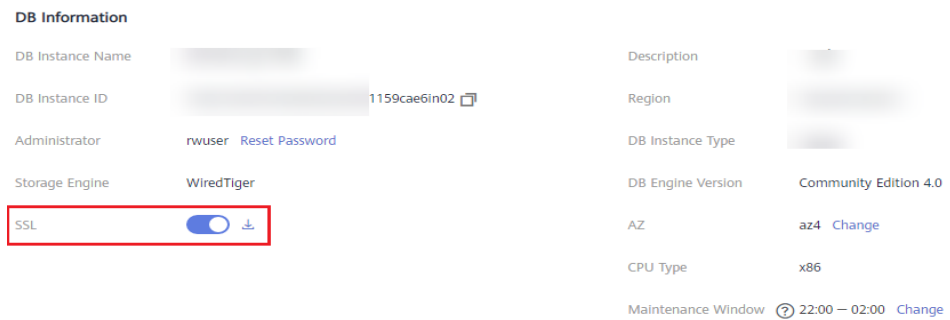 DB Information
DB Instance Name
Description
DB Instance ID 1159cae6in02
Region
Administrator rwuser Reset Password
DB Instance Type
Storage Engine WiredTiger
DB Engine Version Community Edition 4.0
SSL
AZ az4 Change
CPU Type x86
Maintenance Window ? 22:00 – 02:00 Change